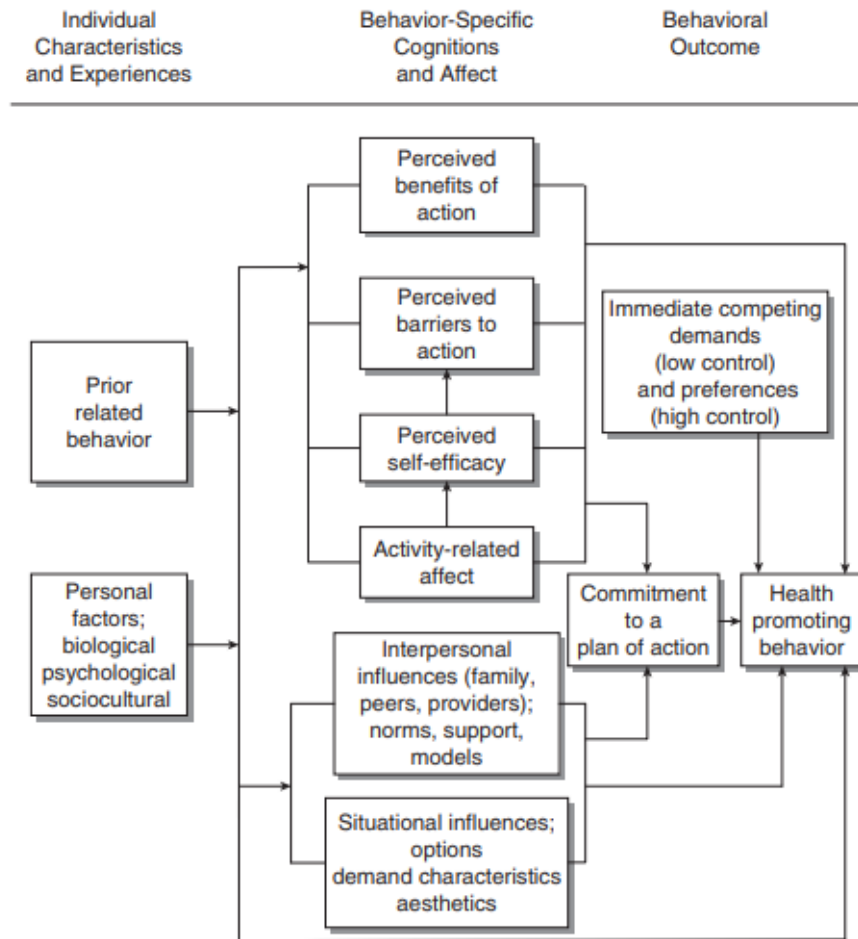 Individual
Characteristics
and Experiences
Behavior-Specific
Cognitions
and Affect
Behavioral
Outcome
Perceived
benefits of
action
Perceived
barriers to
action
Immediate competing
demands
(low control)
and preferences
(high control)
Prior
related
behavior
Perceived
self-efficacy
Activity-related
affect
Personal
factors;
biological
psychological
sociocultural
Commitment
to a
plan of action
Health
promoting
behavior
Interpersonal
influences (family,
peers, providers);
norms, support,
models
Situational influences;
options
demand characteristics
aesthetics